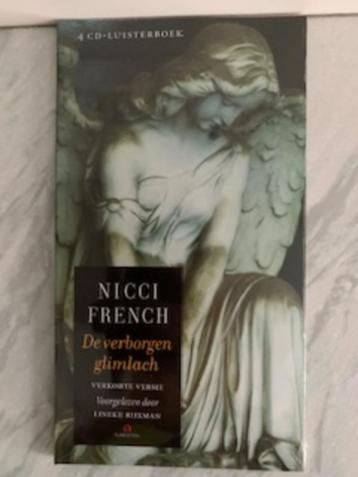 4 CD-LUISTERBOEK
NICCI
FRENCH
De verborgen
glimlach
VERKORTE VERSIE
Voorgelezen door
LINEKE RIJXMAN